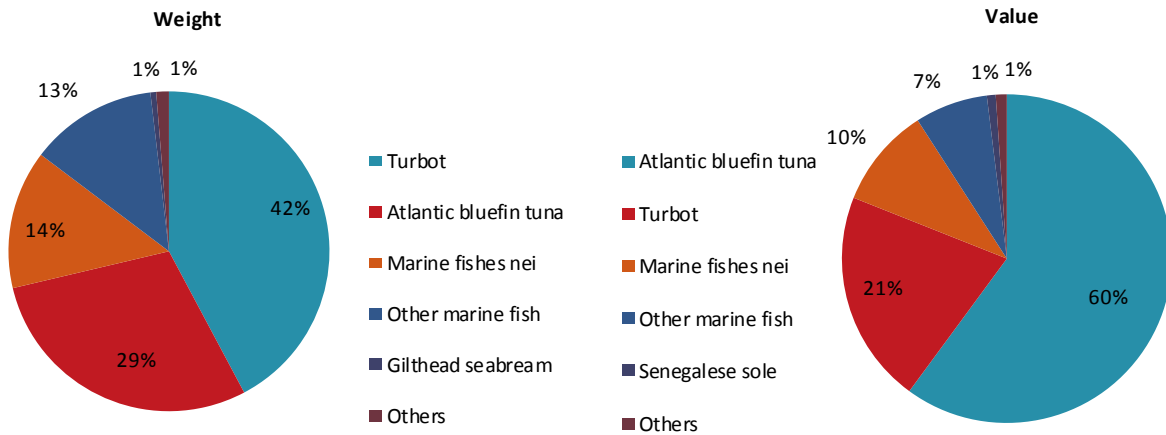 Weight
1%
1%
13%
42%
14%
29%
Turbot
Atlantic bluefin tuna
Marine fishes nei
Other marine fish
Gilthead seabream
Others
Value
1%
1%
7%
10%
21%
60%
Atlantic bluefin tuna
Turbot
Marine fishes nei
Other marine fish
Senegalese sole
Others